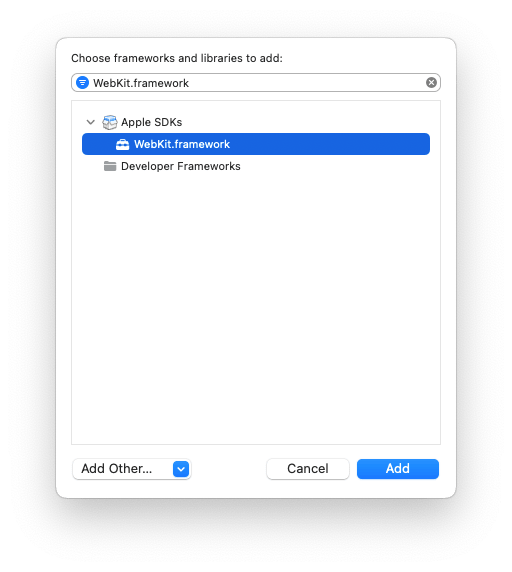 Choose frameworks and libraries to add:
WebKit.framework
Apple SDKs
WebKit.framework
Developer Frameworks
Add Other...
Cancel
Add